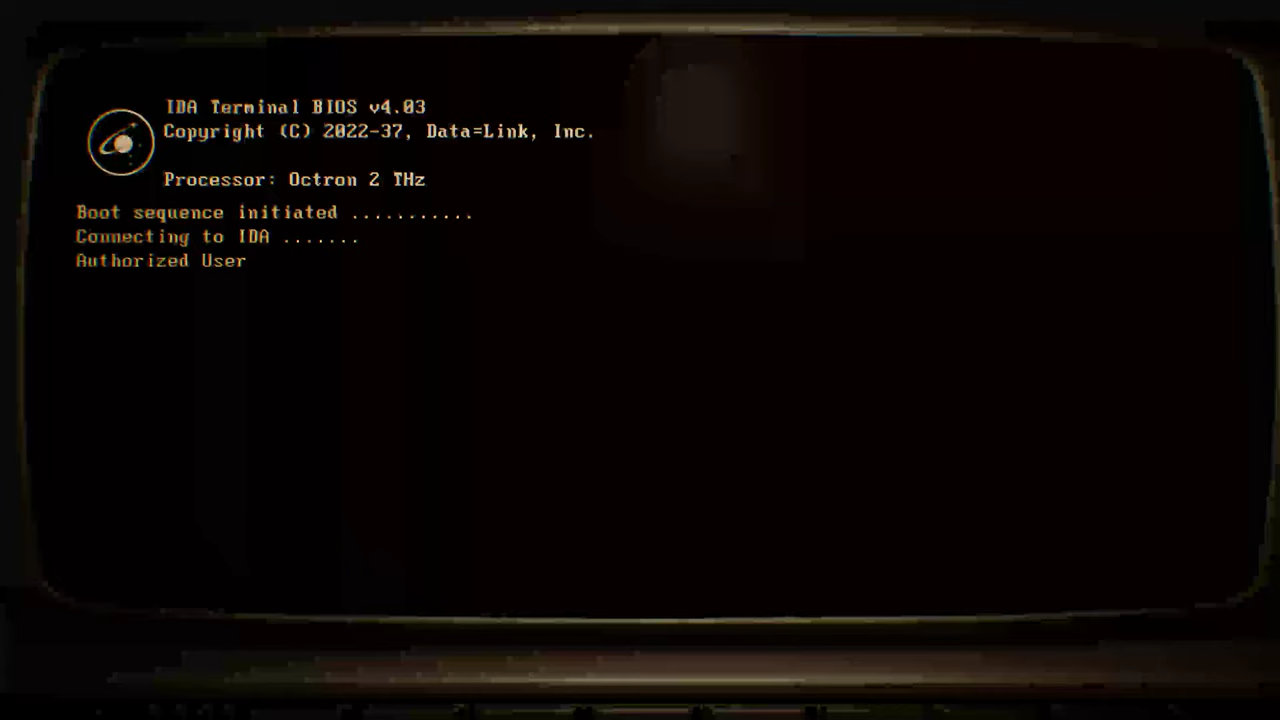 IDA Terminal BIOS v4.03
Copyright (C) 2022-37, Data=Link, Inc.
Processor: Octron 2 THz
Boot sequence initiated ...........
Connecting to IDA .......
Authorized User